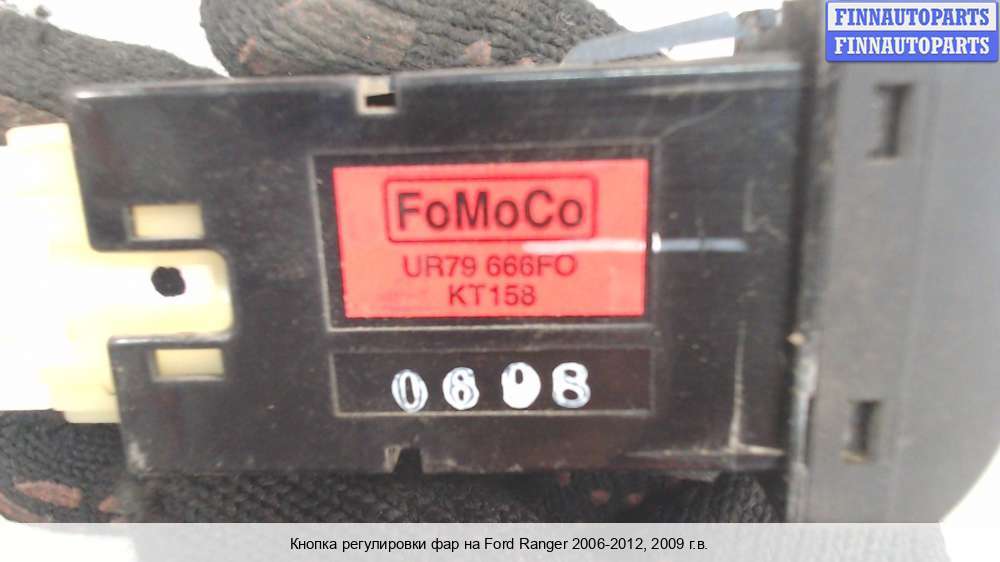 FINNAUTOPARTS
FINNAUTOPARTS
FoMoCo
UR79 666FO
KT158
0608
Кнопка регулировки фар на Ford Ranger 2006-2012, 2009 г.в.